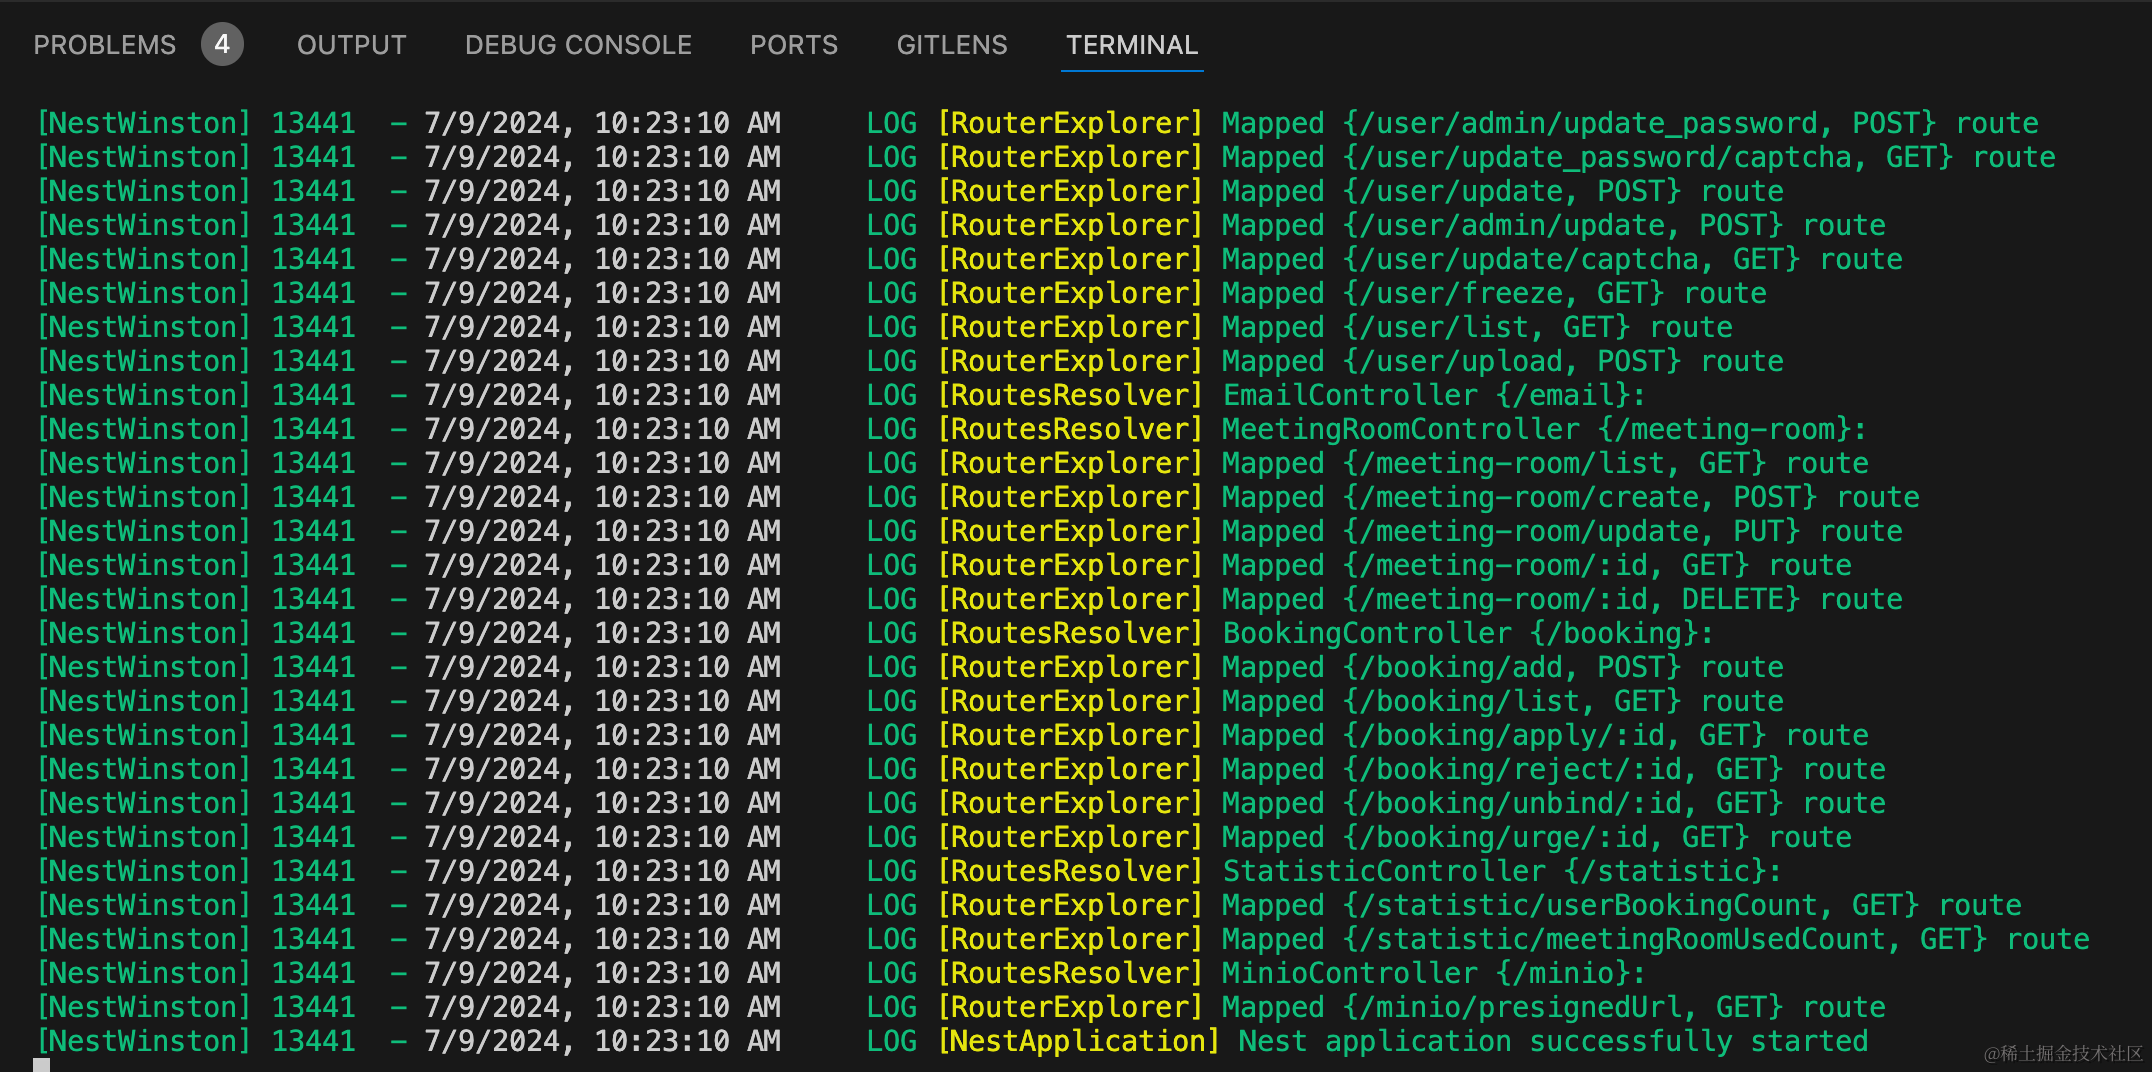 PROBLEMS 4 OUTPUT DEBUG CONSOLE PORTS GITLENS TERMINAL
[NestWinston] 13441  - 7/9/2024, 10:23:10 AM     LOG [RouterExplorer] Mapped {/user/admin/update_password, POST} route
[NestWinston] 13441  - 7/9/2024, 10:23:10 AM     LOG [RouterExplorer] Mapped {/user/update_password/captcha, GET} route
[NestWinston] 13441  - 7/9/2024, 10:23:10 AM     LOG [RouterExplorer] Mapped {/user/update, POST} route
[NestWinston] 13441  - 7/9/2024, 10:23:10 AM     LOG [RouterExplorer] Mapped {/user/admin/update, POST} route
[NestWinston] 13441  - 7/9/2024, 10:23:10 AM     LOG [RouterExplorer] Mapped {/user/update/captcha, GET} route
[NestWinston] 13441  - 7/9/2024, 10:23:10 AM     LOG [RouterExplorer] Mapped {/user/freeze, GET} route
[NestWinston] 13441  - 7/9/2024, 10:23:10 AM     LOG [RouterExplorer] Mapped {/user/list, GET} route
[NestWinston] 13441  - 7/9/2024, 10:23:10 AM     LOG [RouterExplorer] Mapped {/user/upload, POST} route
[NestWinston] 13441  - 7/9/2024, 10:23:10 AM     LOG [RoutesResolver] EmailController {/email}:
[NestWinston] 13441  - 7/9/2024, 10:23:10 AM     LOG [RoutesResolver] MeetingRoomController {/meeting-room}:
[NestWinston] 13441  - 7/9/2024, 10:23:10 AM     LOG [RouterExplorer] Mapped {/meeting-room/list, GET} route
[NestWinston] 13441  - 7/9/2024, 10:23:10 AM     LOG [RouterExplorer] Mapped {/meeting-room/create, POST} route
[NestWinston] 13441  - 7/9/2024, 10:23:10 AM     LOG [RouterExplorer] Mapped {/meeting-room/update, PUT} route
[NestWinston] 13441  - 7/9/2024, 10:23:10 AM     LOG [RouterExplorer] Mapped {/meeting-room/:id, GET} route
[NestWinston] 13441  - 7/9/2024, 10:23:10 AM     LOG [RouterExplorer] Mapped {/meeting-room/:id, DELETE} route
[NestWinston] 13441  - 7/9/2024, 10:23:10 AM     LOG [RoutesResolver] BookingController {/booking}:
[NestWinston] 13441  - 7/9/2024, 10:23:10 AM     LOG [RouterExplorer] Mapped {/booking/add, POST} route
[NestWinston] 13441  - 7/9/2024, 10:23:10 AM     LOG [RouterExplorer] Mapped {/booking/list, GET} route
[NestWinston] 13441  - 7/9/2024, 10:23:10 AM     LOG [RouterExplorer] Mapped {/booking/apply/:id, GET} route
[NestWinston] 13441  - 7/9/2024, 10:23:10 AM     LOG [RouterExplorer] Mapped {/booking/reject/:id, GET} route
[NestWinston] 13441  - 7/9/2024, 10:23:10 AM     LOG [RouterExplorer] Mapped {/booking/unbind/:id, GET} route
[NestWinston] 13441  - 7/9/2024, 10:23:10 AM     LOG [RouterExplorer] Mapped {/booking/urge/:id, GET} route
[NestWinston] 13441  - 7/9/2024, 10:23:10 AM     LOG [RoutesResolver] StatisticController {/statistic}:
[NestWinston] 13441  - 7/9/2024, 10:23:10 AM     LOG [RouterExplorer] Mapped {/statistic/userBookingCount, GET} route
[NestWinston] 13441  - 7/9/2024, 10:23:10 AM     LOG [RouterExplorer] Mapped {/statistic/meetingRoomUsedCount, GET} route
[NestWinston] 13441  - 7/9/2024, 10:23:10 AM     LOG [RoutesResolver] MinioController {/minio}:
[NestWinston] 13441  - 7/9/2024, 10:23:10 AM     LOG [RouterExplorer] Mapped {/minio/presignedUrl, GET} route
[NestWinston] 13441  - 7/9/2024, 10:23:10 AM     LOG [NestApplication] Nest application successfully started
@稀土掘金技术社区